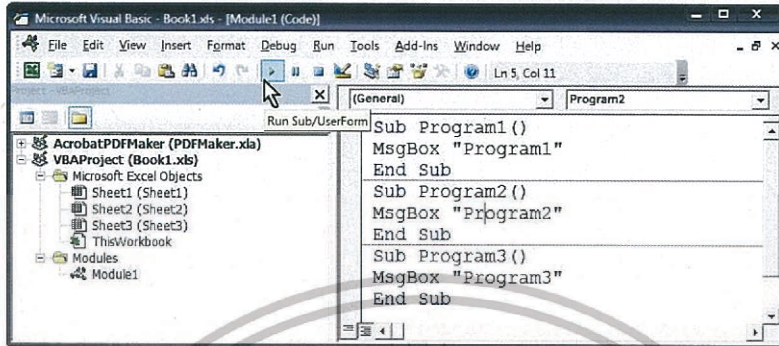 Microsoft Visual Basic - Book1.xls - [Module1 (Code)]
File Edit View Insert Format Debug Run Tools Add-Ins Window Help
Ln 5, Col 11
Project - VBAProject
(General) Program2
Run Sub/UserForm
AcrobatPDFMaker (PDFMaker.xla)
VBAProject (Book1.xls)
Microsoft Excel Objects
Sheet1 (Sheet1)
Sheet2 (Sheet2)
Sheet3 (Sheet3)
ThisWorkbook
Modules
Module1
Sub Program1()
MsgBox "Program1"
End Sub
Sub Program2()
MsgBox "Program2"
End Sub
Sub Program3()
MsgBox "Program3"
End Sub